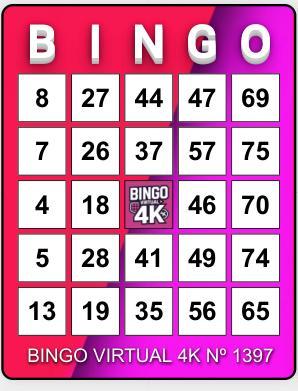 B I N G O
8 27 44 47 69
7 26 37 57 75
4 18 BINGO VIRTUAL 4K 46 70
5 28 41 49 74
13 19 35 56 65
BINGO VIRTUAL 4K Nº 1397